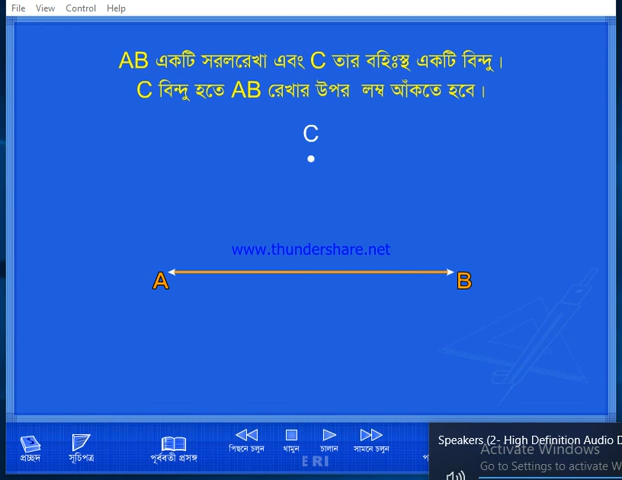 File View Control Help
AB একটি সরলরেখা এবং C তার বহিঃস্থ একটি বিন্দু।
C বিন্দু হতে AB রেখার উপর লম্ব আঁকতে হবে।
C
www.thundershare.net
A B
পিছনে চলুন থামুন চালান সামনে চলুন
প্রচ্ছদ সূচিপত্র পূর্ববর্তী প্রসঙ্গ
ERI
Speakers (2- High Definition Audio D
Activate Windows
Go to Settings to activate W